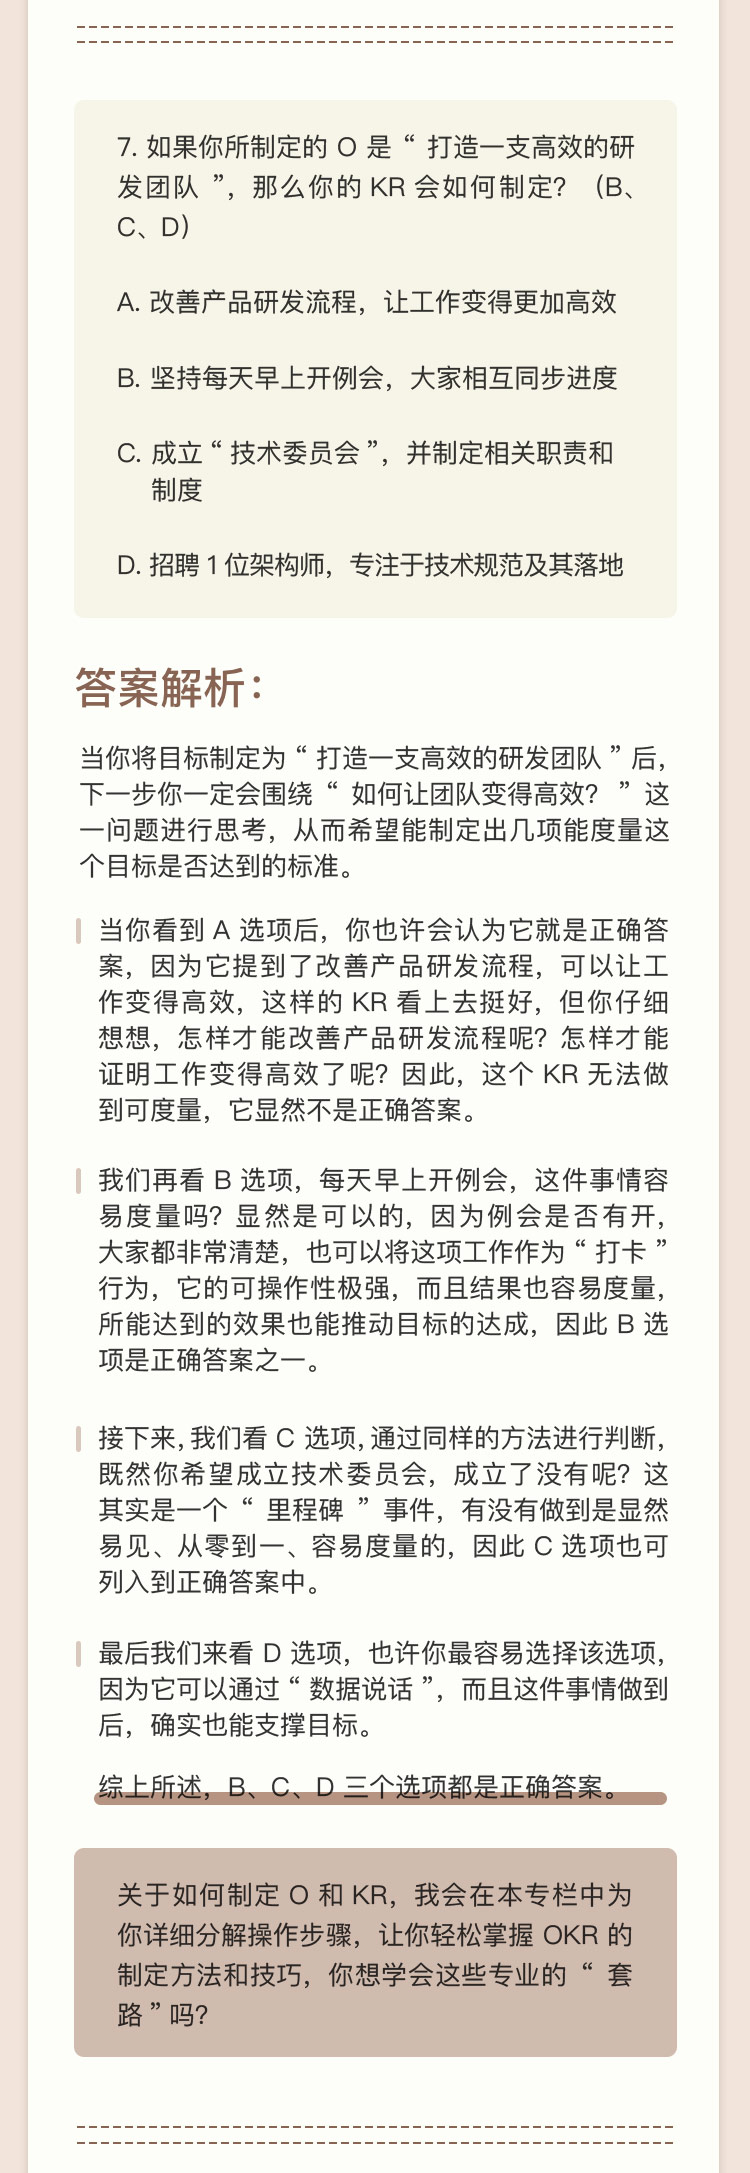 7. 如果你所制定的 O 是 “ 打造一支高效的研
发团队 ”，那么你的 KR 会如何制定？（B、
C、D）
A. 改善产品研发流程，让工作变得更加高效
B. 坚持每天早上开例会，大家相互同步进度
C. 成立 “ 技术委员会 ”，并制定相关职责和
制度
D. 招聘 1 位架构师，专注于技术规范及其落地
答案解析：
当你将目标制定为 “ 打造一支高效的研发团队 ” 后，
下一步你一定会围绕 “ 如何让团队变得高效？ ” 这
一问题进行思考，从而希望能制定出几项能度量这
个目标是否达到的标准。
当你看到 A 选项后，你也许会认为它就是正确答
案，因为它提到了改善产品研发流程，可以让工
作变得高效，这样的 KR 看上去挺好，但你仔细
想想，怎样才能改善产品研发流程呢？怎样才能
证明工作变得高效了呢？因此，这个 KR 无法做
到可度量，它显然不是正确答案。
我们再看 B 选项，每天早上开例会，这件事情容
易度量吗？显然是可以的，因为例会是否有开，
大家都非常清楚，也可以将这项工作作为 “ 打卡 ”
行为，它的可操作性极强，而且结果也容易度量，
所能达到的效果也能推动目标的达成，因此 B 选
项是正确答案之一。
接下来，我们看 C 选项，通过同样的方法进行判断，
既然你希望成立技术委员会，成立了没有呢？这
其实是一个 “ 里程碑 ” 事件，有没有做到是显然
易见、从零到一、容易度量的，因此 C 选项也可
列入到正确答案中。
最后我们来看 D 选项，也许你最容易选择该选项，
因为它可以通过 “ 数据说话 ”，而且这件事情做到
后，确实也能支撑目标。
综上所述，B、C、D 三个选项都是正确答案。
关于如何制定 O 和 KR，我会在本专栏中为
你详细分解操作步骤，让你轻松掌握 OKR 的
制定方法和技巧，你想学会这些专业的 “ 套
路 ” 吗？